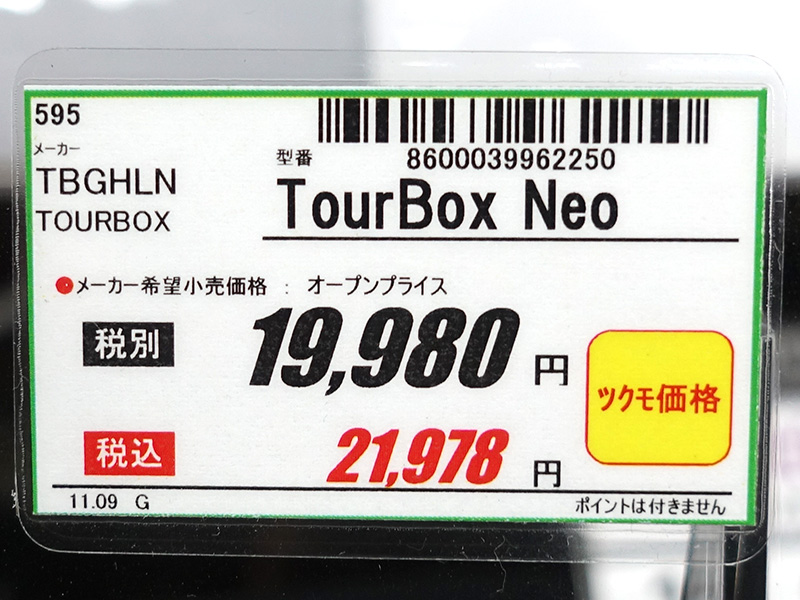 595
メーカー
TBGHLN
TOURBOX
型番 8600039962250
TourBox Neo
メーカー希望小売価格 : オープンプライス
税別 19,980 円
ツクモ価格
税込 21,978 円
11.09 G
ポイントは付きません